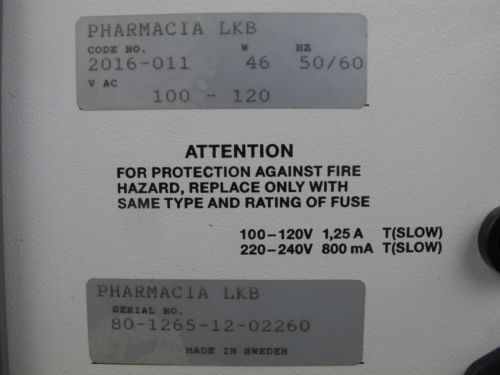 PHARMACIA LKB
CODE NO. W HZ
2016-011 46 50/60
V AC
100 - 120
ATTENTION
FOR PROTECTION AGAINST FIRE
HAZARD, REPLACE ONLY WITH
SAME TYPE AND RATING OF FUSE
100-120V 1,25 A T(SLOW)
220-240V 800 mA T(SLOW)
PHARMACIA LKB
SERIAL NO.
80-1265-12-02260
MADE IN SWEDEN